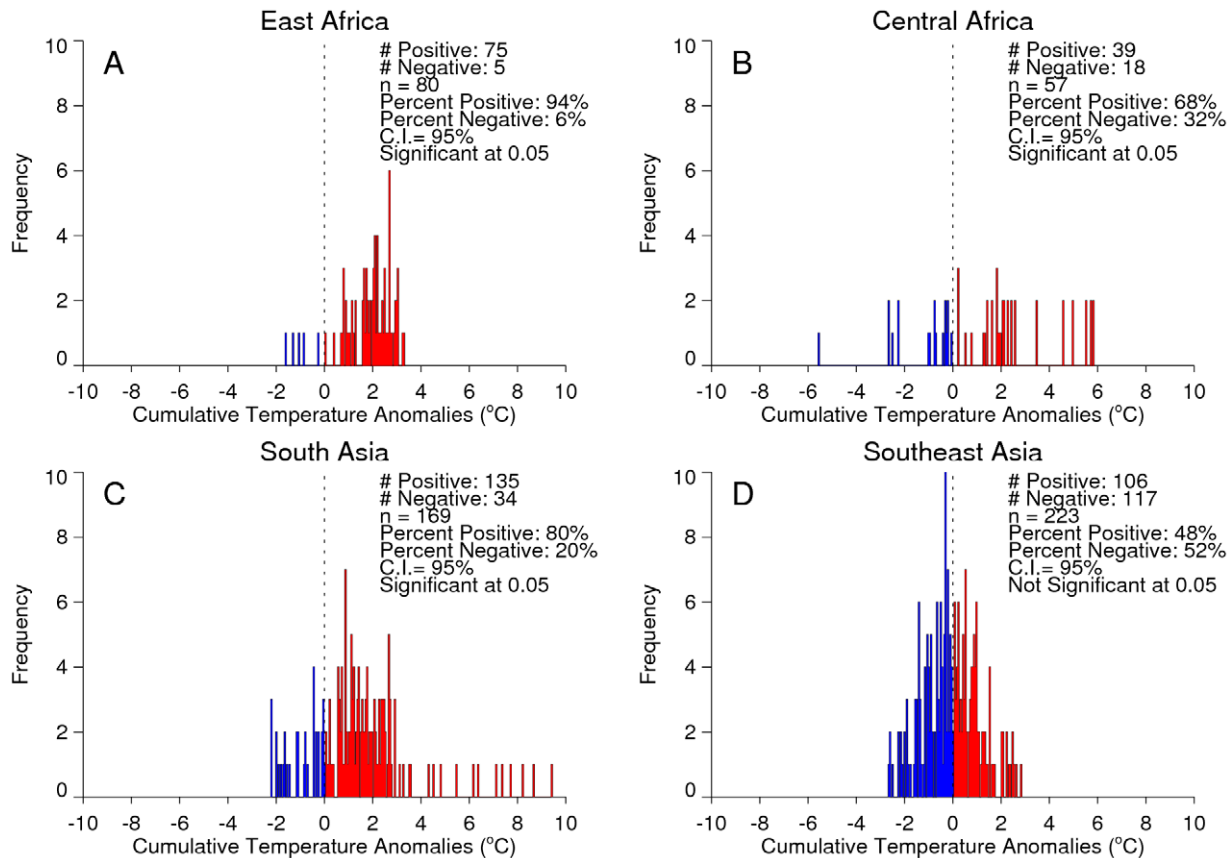 East Africa
A
# Positive: 75
# Negative: 5
n = 80
Percent Positive: 94%
Percent Negative: 6%
C.I.= 95%
Significant at 0.05
Frequency
10
8
6
4
2
0
-10 -8 -6 -4 -2 0 2 4 6 8 10
Cumulative Temperature Anomalies (°C)
Central Africa
B
# Positive: 39
# Negative: 18
n = 57
Percent Positive: 68%
Percent Negative: 32%
C.I.= 95%
Significant at 0.05
Frequency
10
8
6
4
2
0
-10 -8 -6 -4 -2 0 2 4 6 8 10
Cumulative Temperature Anomalies (°C)
South Asia
C
# Positive: 135
# Negative: 34
n = 169
Percent Positive: 80%
Percent Negative: 20%
C.I.= 95%
Significant at 0.05
Frequency
10
8
6
4
2
0
-10 -8 -6 -4 -2 0 2 4 6 8 10
Cumulative Temperature Anomalies (°C)
Southeast Asia
D
# Positive: 106
# Negative: 117
n = 223
Percent Positive: 48%
Percent Negative: 52%
C.I.= 95%
Not Significant at 0.05
Frequency
10
8
6
4
2
0
-10 -8 -6 -4 -2 0 2 4 6 8 10
Cumulative Temperature Anomalies (°C)